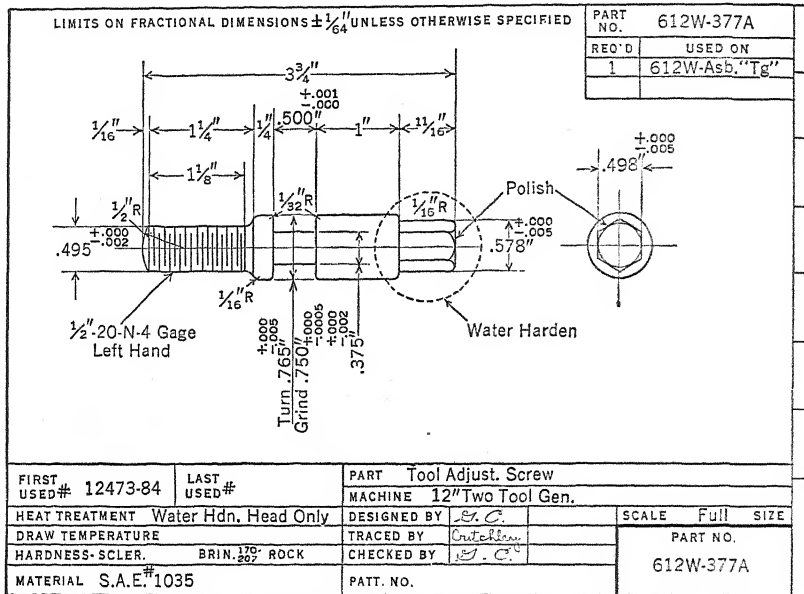 LIMITS ON FRACTIONAL DIMENSIONS ± 1/64" UNLESS OTHERWISE SPECIFIED
PART NO. 612W-377A
REQ'D USED ON
1 612W-Asb."Tg"
3 3/4"
+.001
-.000
1/16" 1 1/4" 1/4" .500" 1" 11/16"
+.000
-.005
.498"
1 1/8"
1/2" R
1/32" R
1/16" R
Polish
+.000
-.002
.495
+.000
-.005
.578"
1/16" R
1/2"-20-N-4 Gage
Left Hand
Water Harden
+.000
-.005
Turn .765"
+.000
-.0005
Grind .750"
+.000
-.002
.375"
FIRST USED# 12473-84
LAST USED#
PART Tool Adjust. Screw
MACHINE 12" Two Tool Gen.
HEAT TREATMENT Water Hdn. Head Only
DESIGNED BY G. C.
SCALE Full SIZE
DRAW TEMPERATURE
TRACED BY
PART NO.
HARDNESS-SCLER. BRIN. 170-207 ROCK
CHECKED BY G. C.
612W-377A
MATERIAL S.A.E.#1035
PATT. NO.